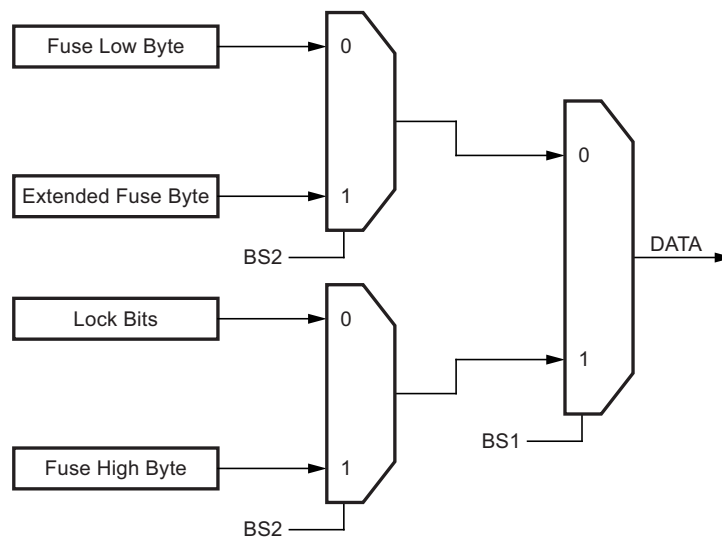 Fuse Low Byte
0
Extended Fuse Byte
1
BS2
0
DATA
1
BS1
Lock Bits
0
Fuse High Byte
1
BS2